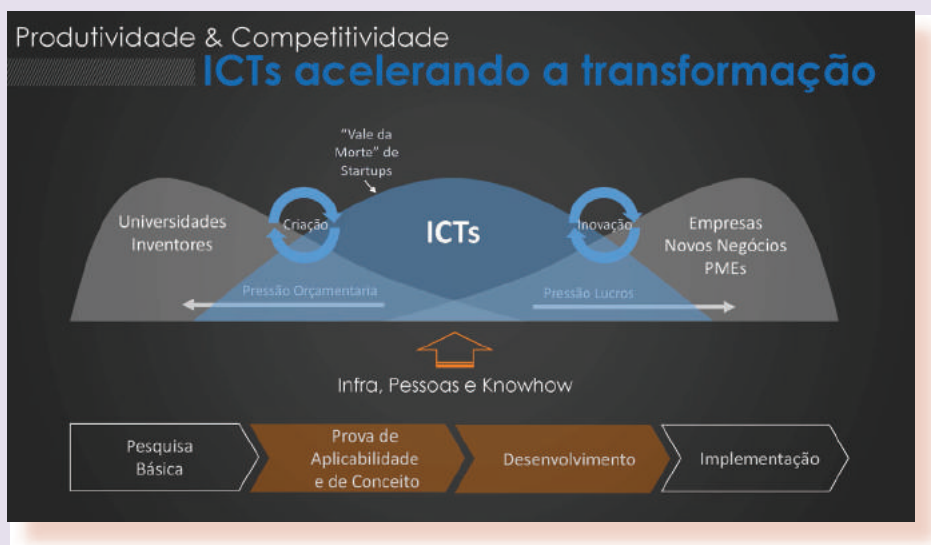 Produtividade & Competitividade
ICTs acelerando a transformação
"Vale da
Morte" de
Startups
Universidades
Inventores
Criação
ICTs
Inovação
Empresas
Novos Negócios
PMEs
Pressão Orçamentaria
Pressão Lucros
Infra, Pessoas e Knowhow
Pesquisa
Básica
Prova de
Aplicabilidade
e de Conceito
Desenvolvimento
Implementação